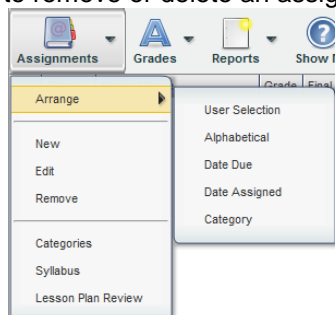 to remove or delete an assig
Assignments Grades Reports Show
Grade Final
Arrange
New
Edit
Remove
Categories
Syllabus
Lesson Plan Review
User Selection
Alphabetical
Date Due
Date Assigned
Category